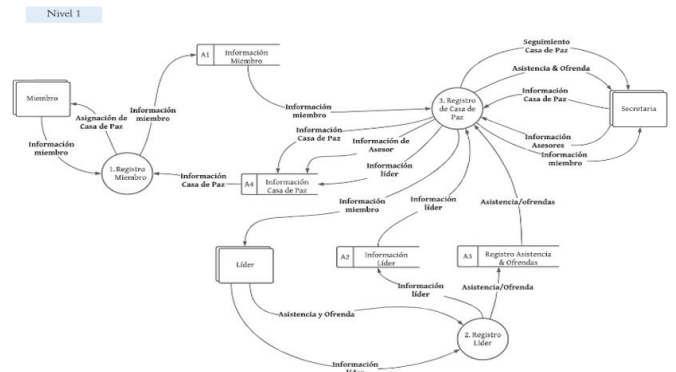 Nivel 1
Seguimiento
Casa de Paz
A1
Información
Miembro
Asistencia & Ofrenda
Miembro
Asignación de
Casa de Paz
Información
miembro
Información
miembro
3. Registro
de Casa de
Paz
Información
Casa de Paz
Secretaria
Información
Casa de Paz
Información de
Asesor
Información
miembro
1. Registro
Miembro
Información
Asesores
Información
miembro
Información
líder
Información
Casa de Paz
A4
Información
Casa de Paz
Información
miembro
Información
líder
Asistencia/ofrendas
Líder
A2
Información
Líder
A3
Registro Asistencia
& Ofrendas
Información
líder
Asistencia/Ofrenda
Asistencia y Ofrenda
2. Registro
Líder
Información
líder